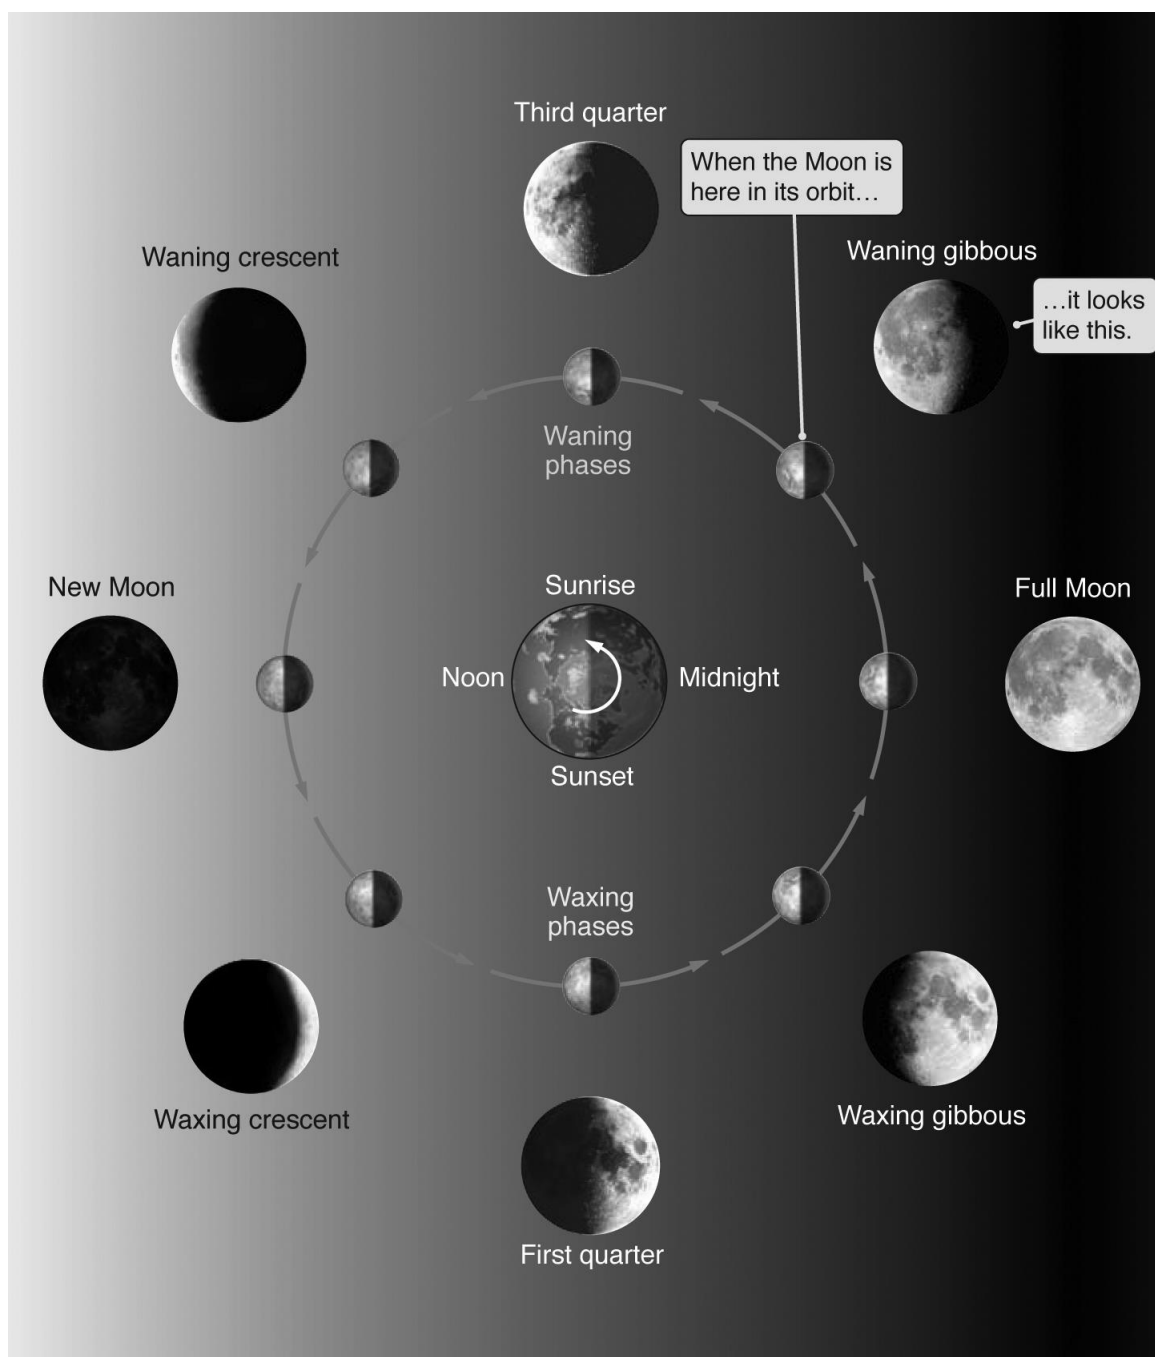 Third quarter
When the Moon is
here in its orbit…
Waning crescent
Waning gibbous
…it looks
like this.
Waning
phases
New Moon
Sunrise
Full Moon
Noon
Midnight
Sunset
Waxing
phases
Waxing crescent
Waxing gibbous
First quarter